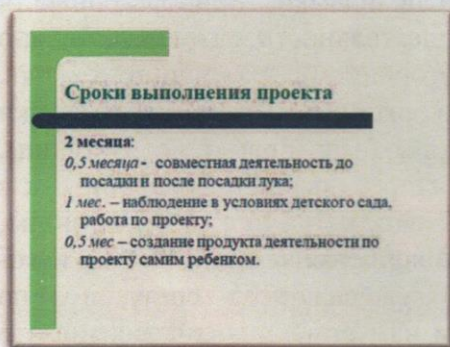 Сроки выполнения проекта
2 месяца:
0,5 месяца - совместная деятельность до
посадки и после посадки лука;
1 мес. – наблюдение в условиях детского сада,
работа по проекту;
0,5 мес – создание продукта деятельности по
проекту самим ребенком.